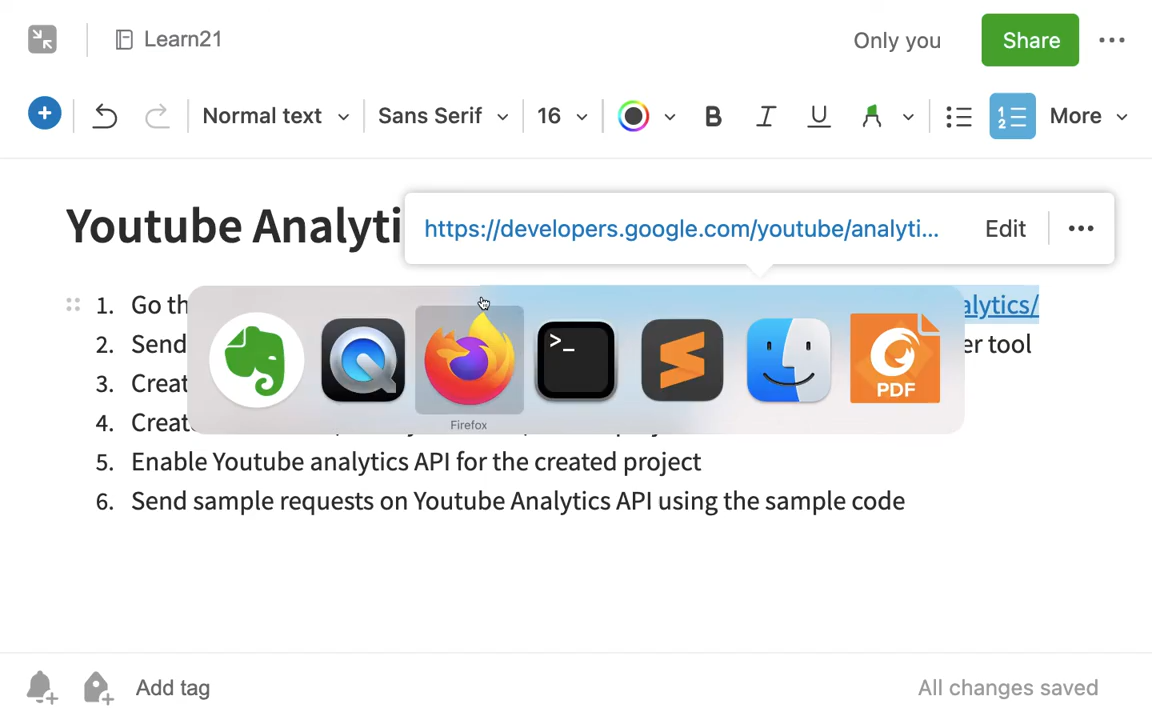 Learn21
Only you
Share
Normal text
Sans Serif
16
B
I
U
More
Youtube Analyti
https://developers.google.com/youtube/analyti...
Edit
1. Go th
alytics/
2. Send
er tool
3. Creat
4. Creat
>_
PDF
Firefox
5. Enable Youtube analytics API for the created project
6. Send sample requests on Youtube Analytics API using the sample code
Add tag
All changes saved